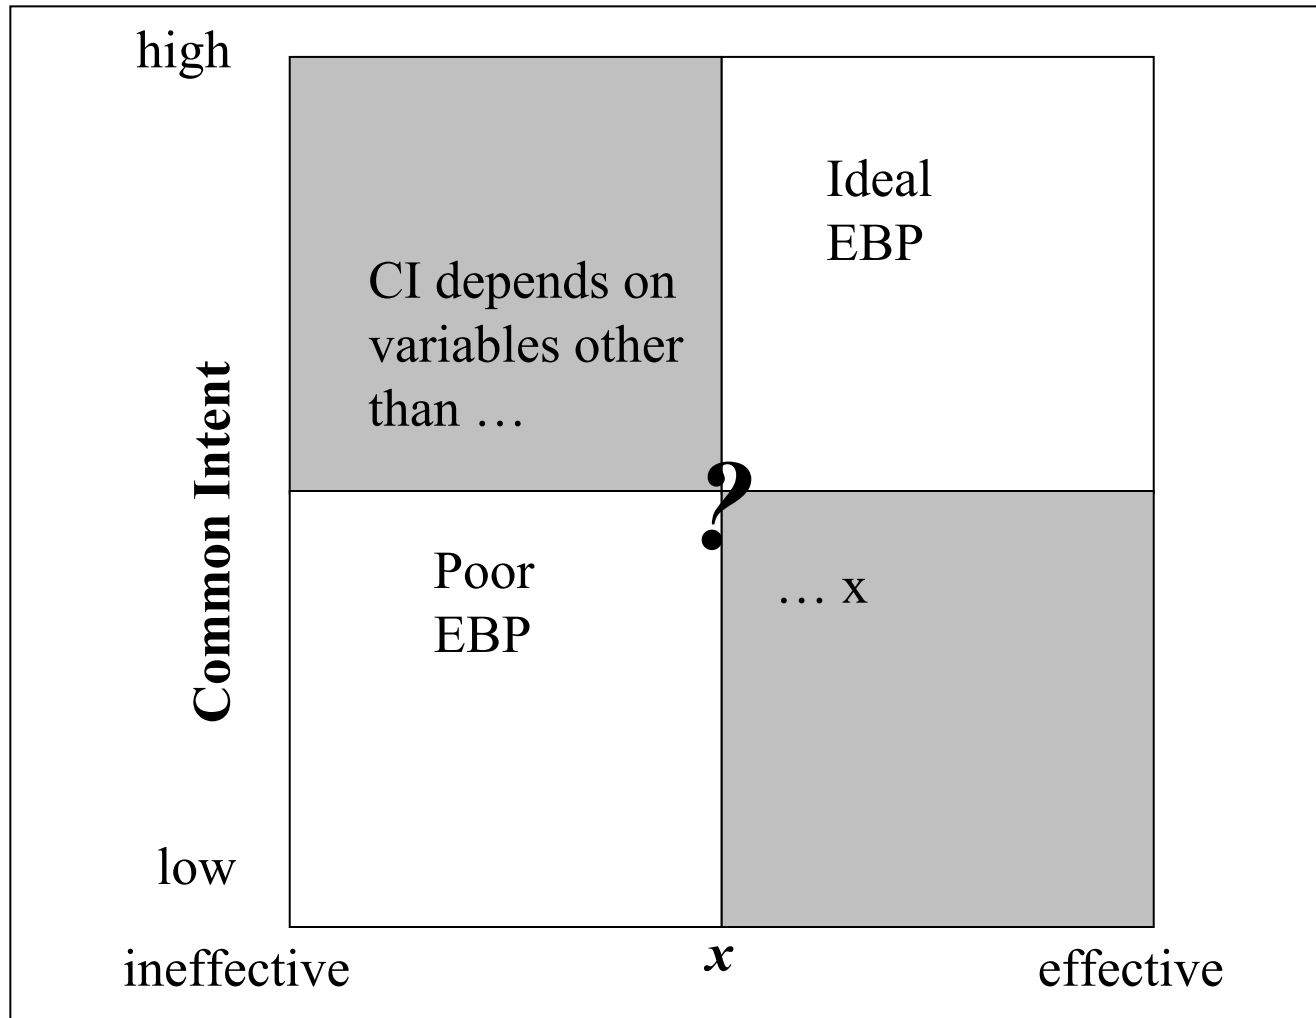 high
Ideal
EBP
CI depends on
variables other
than …
Common Intent
?
Poor
EBP
… x
low
ineffective
x
effective